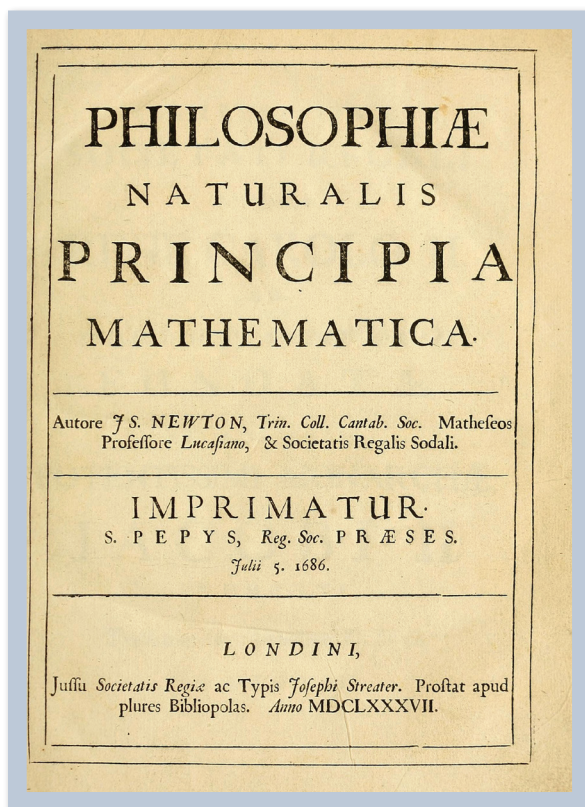 PHILOSOPHIÆ
NATURALIS
PRINCIPIA
MATHEMATICA.
Autore JS. NEWTON, Trin. Coll. Cantab. Soc. Matheſeos
Profeſſore Lucaſiano, & Societatis Regalis Sodali.
IMPRIMATUR.
S. PEPYS, Reg. Soc. PRÆSES.
Julii 5. 1686.
LONDINI,
Juſſu Societatis Regiæ ac Typis Joſephi Streater. Proſtat apud
plures Bibliopolas. Anno MDCLXXXVII.